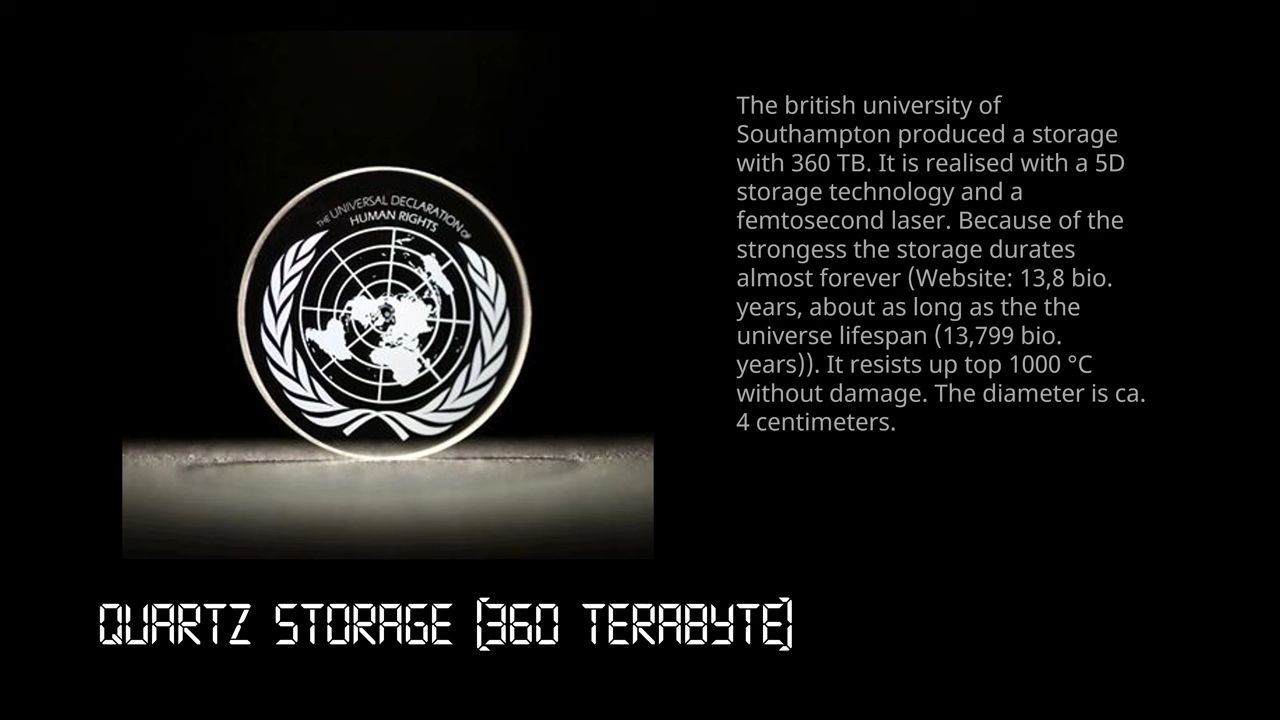 THE UNIVERSAL DECLARATION OF
HUMAN RIGHTS
The british university of
Southampton produced a storage
with 360 TB. It is realised with a 5D
storage technology and a
femtosecond laser. Because of the
strongess the storage durates
almost forever (Website: 13,8 bio.
years, about as long as the the
universe lifespan (13,799 bio.
years)). It resists up top 1000 °C
without damage. The diameter is ca.
4 centimeters.
QUARTZ STORAGE (360 TERABYTE)